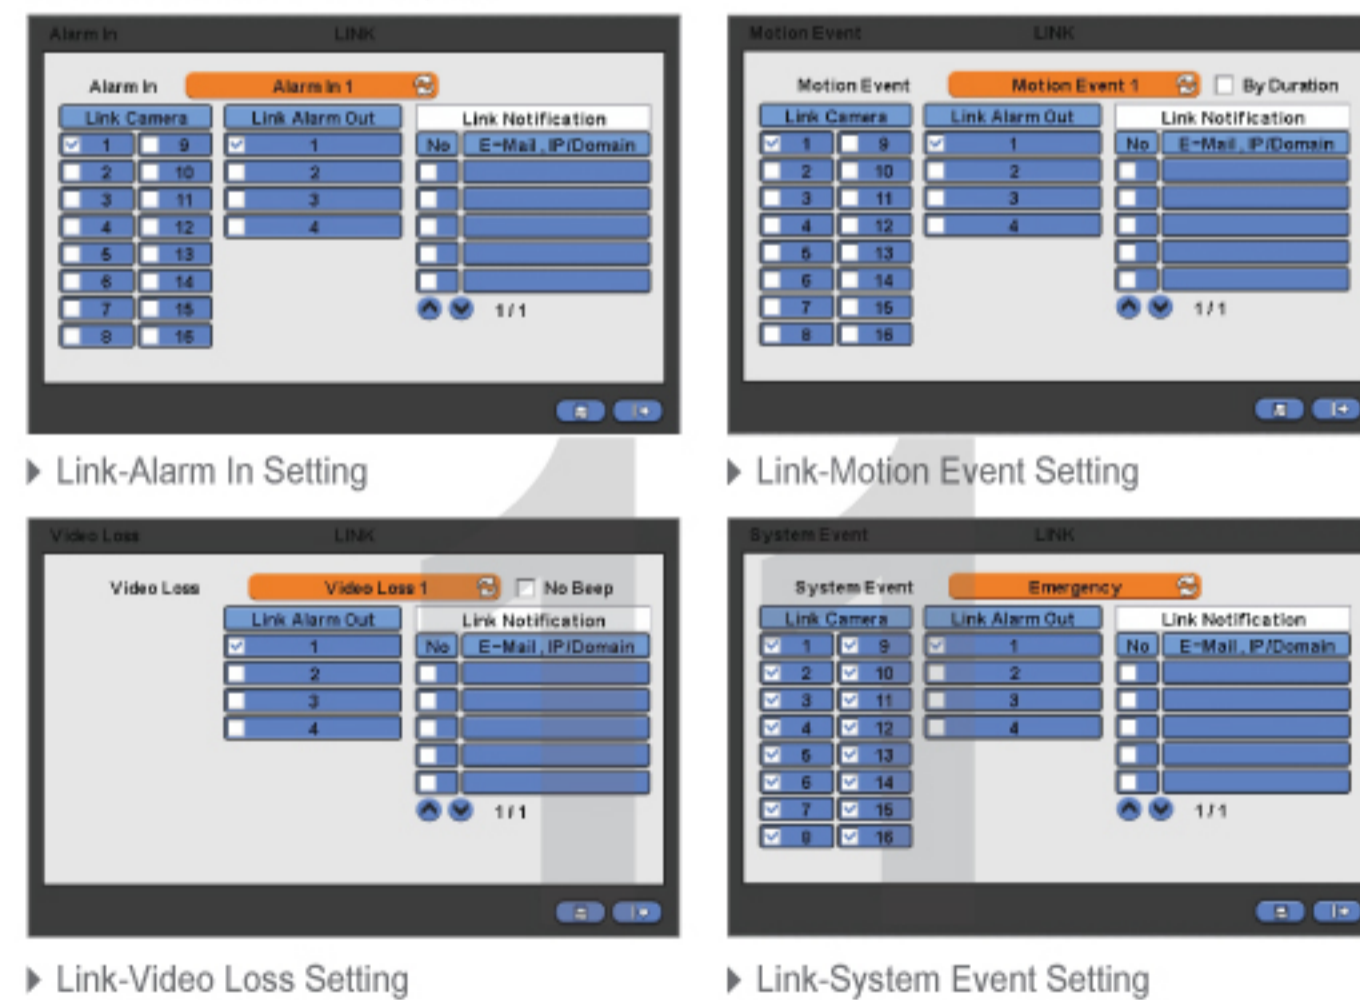 Alarm In LINK
Alarm In Alarm In 1
Link Camera Link Alarm Out Link Notification
1 9 1 No E-Mail, IP/Domain
2 10 2
3 11 3
4 12 4
5 13
6 14
7 15 1/1
8 16
Link-Alarm In Setting
Motion Event LINK
Motion Event Motion Event 1 By Duration
Link Camera Link Alarm Out Link Notification
1 9 1 No E-Mail, IP/Domain
2 10 2
3 11 3
4 12 4
5 13
6 14
7 15 1/1
8 16
Link-Motion Event Setting
Video Loss LINK
Video Loss Video Loss 1 No Beep
Link Alarm Out Link Notification
1 No E-Mail, IP/Domain
2
3
4
1/1
Link-Video Loss Setting
System Event LINK
System Event Emergency
Link Camera Link Alarm Out Link Notification
1 9 1 No E-Mail, IP/Domain
2 10 2
3 11 3
4 12 4
5 13
6 14
7 15 1/1
8 16
Link-System Event Setting